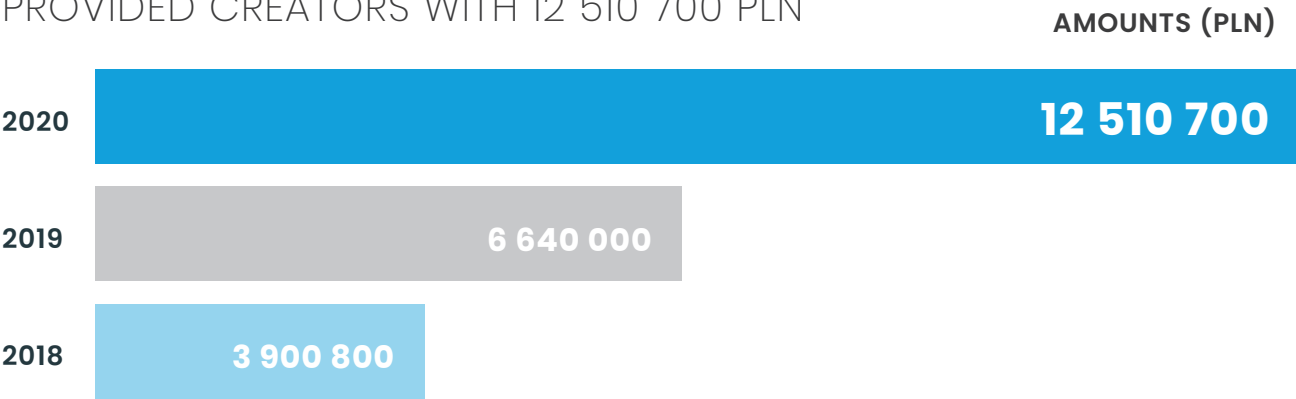 PROVIDED CREATORS WITH 12 510 700 PLN
AMOUNTS (PLN)
2020 12 510 700
2019 6 640 000
2018 3 900 800